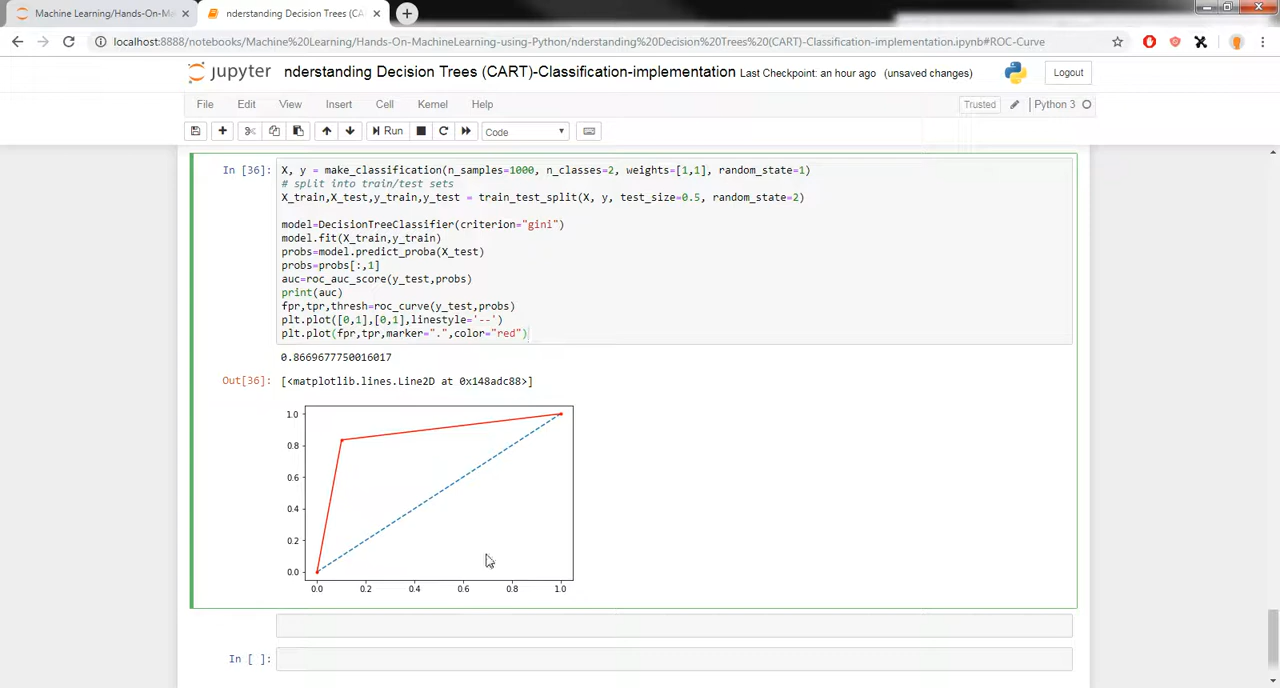 Machine Learning/Hands-On-Ma
nderstanding Decision Trees (CA
localhost:8888/notebooks/Machine%20Learning/Hands-On-MachineLearning-using-Python/nderstanding%20Decision%20Trees%20(CART)-Classification-implementation.ipynb#ROC-Curve
jupyter nderstanding Decision Trees (CART)-Classification-implementation Last Checkpoint: an hour ago (unsaved changes) Logout
File Edit View Insert Cell Kernel Help Trusted Python 3
Run Code
In [36]: X, y = make_classification(n_samples=1000, n_classes=2, weights=[1,1], random_state=1)
# split into train/test sets
X_train,X_test,y_train,y_test = train_test_split(X, y, test_size=0.5, random_state=2)
model=DecisionTreeClassifier(criterion="gini")
model.fit(X_train,y_train)
probs=model.predict_proba(X_test)
probs=probs[:,1]
auc=roc_auc_score(y_test,probs)
print(auc)
fpr,tpr,thresh=roc_curve(y_test,probs)
plt.plot([0,1],[0,1],linestyle='--')
plt.plot(fpr,tpr,marker=".",color="red")
0.8669677750016017
Out[36]: [<matplotlib.lines.Line2D at 0x148adc88>]
1.0
0.8
0.6
0.4
0.2
0.0
0.0 0.2 0.4 0.6 0.8 1.0
In [ ]: